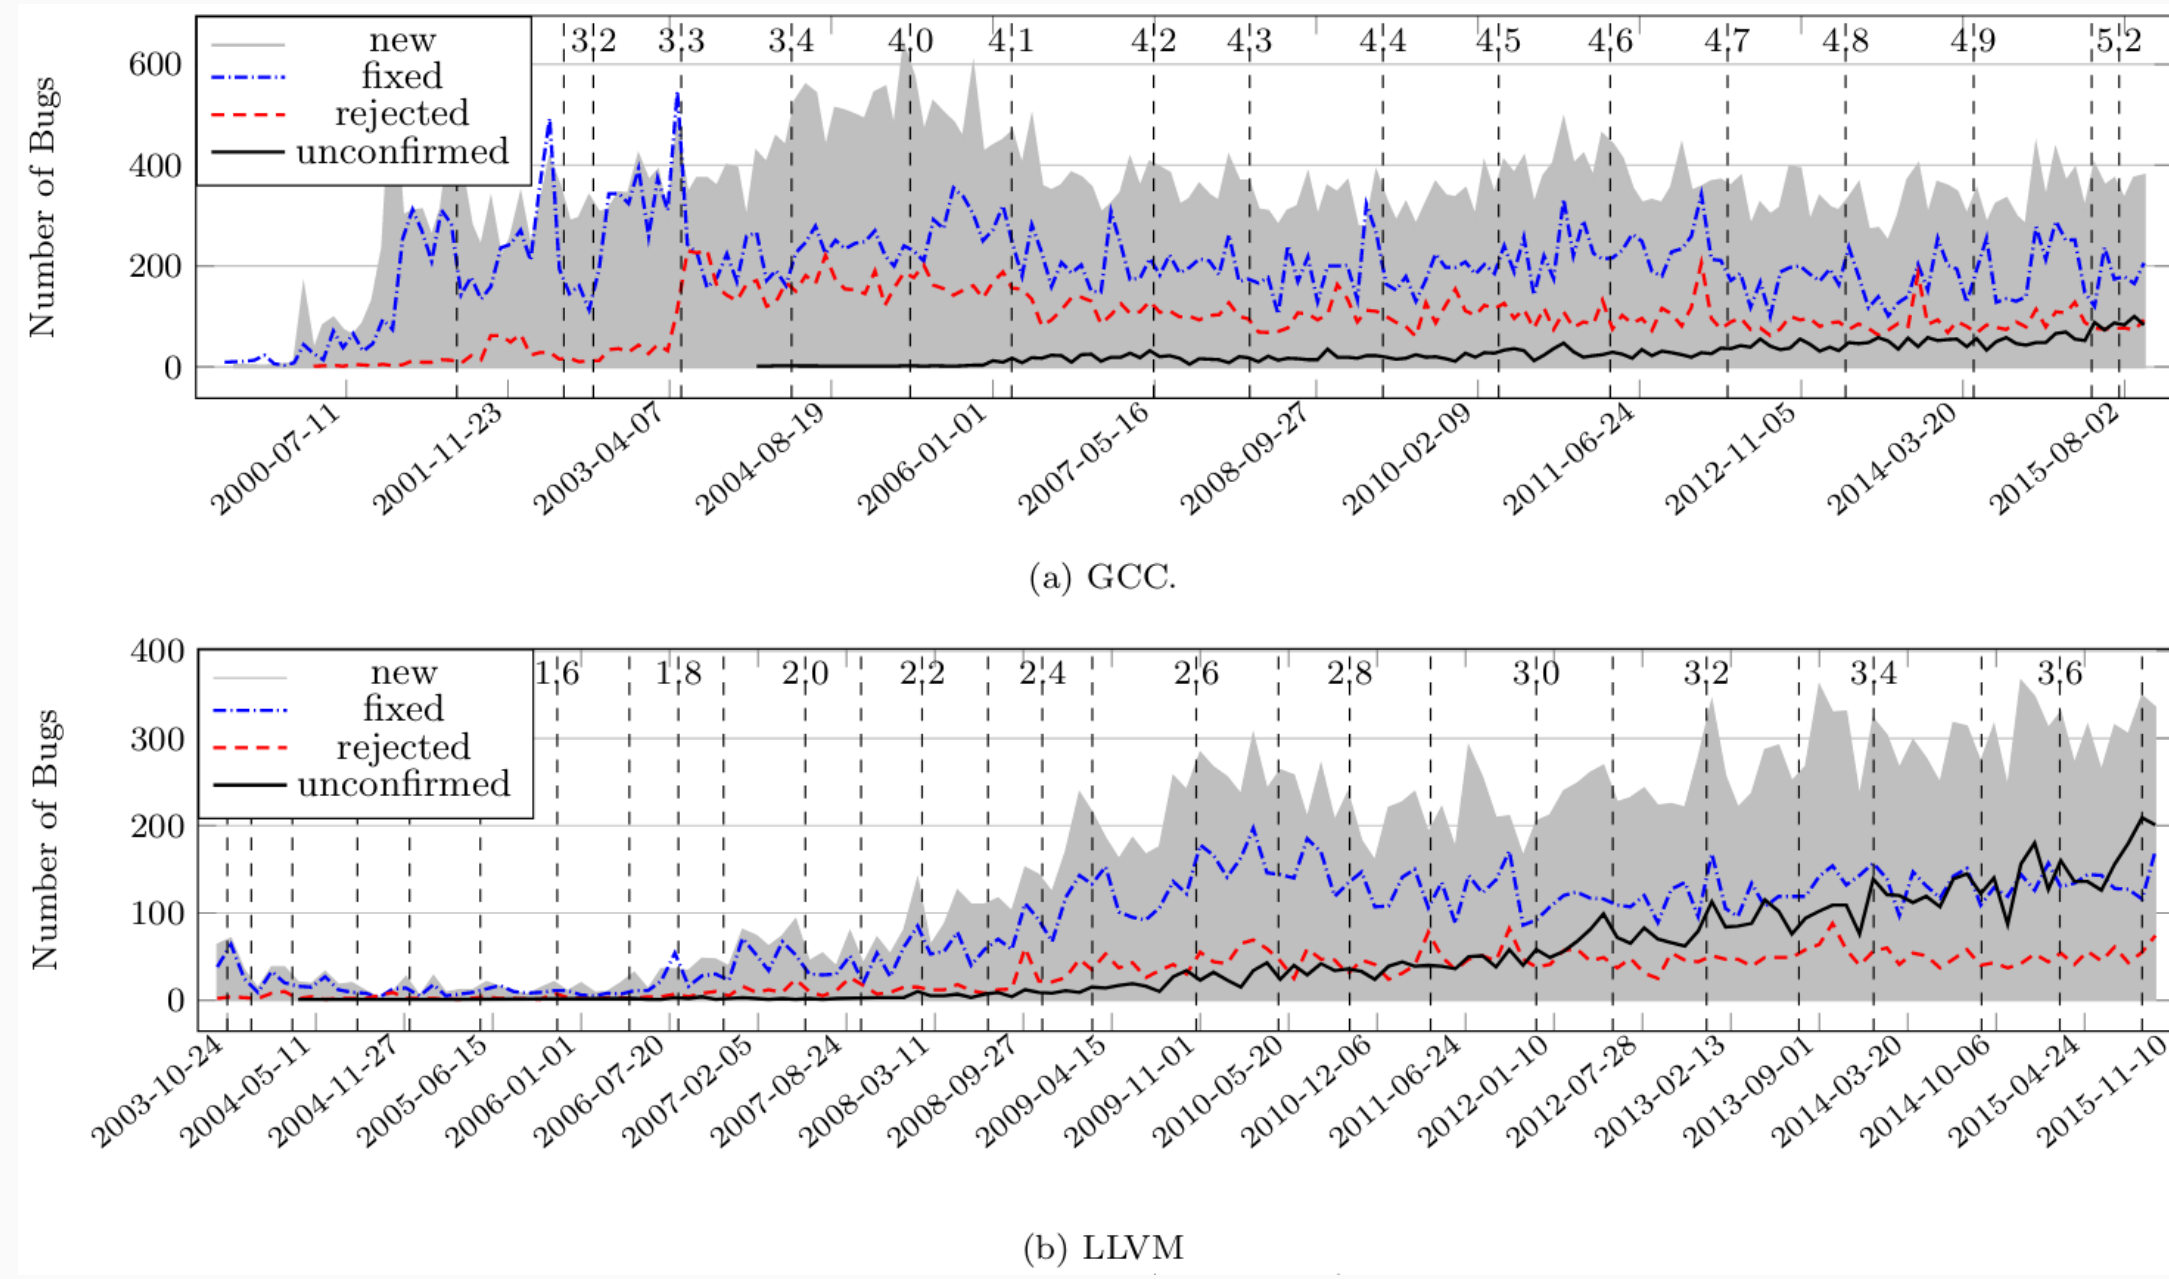 new
fixed
rejected
unconfirmed
3.2 3.3 3.4 4.0 4.1 4.2 4.3 4.4 4.5 4.6 4.7 4.8 4.9 5.2
Number of Bugs
600
400
200
0
2000-07-11 2001-11-23 2003-04-07 2004-08-19 2006-01-01 2007-05-16 2008-09-27 2010-02-09 2011-06-24 2012-11-05 2014-03-20 2015-08-02
(a) GCC.
new
fixed
rejected
unconfirmed
1.6 1.8 2.0 2.2 2.4 2.6 2.8 3.0 3.2 3.4 3.6
Number of Bugs
400
300
200
100
0
2003-10-24 2004-05-11 2004-11-27 2005-06-15 2006-01-01 2006-07-20 2007-02-05 2007-08-24 2008-03-11 2008-09-27 2009-04-15 2009-11-01 2010-05-20 2010-12-06 2011-06-24 2012-01-10 2012-07-28 2013-02-13 2013-09-01 2014-03-20 2014-10-06 2015-04-24 2015-11-10
(b) LLVM